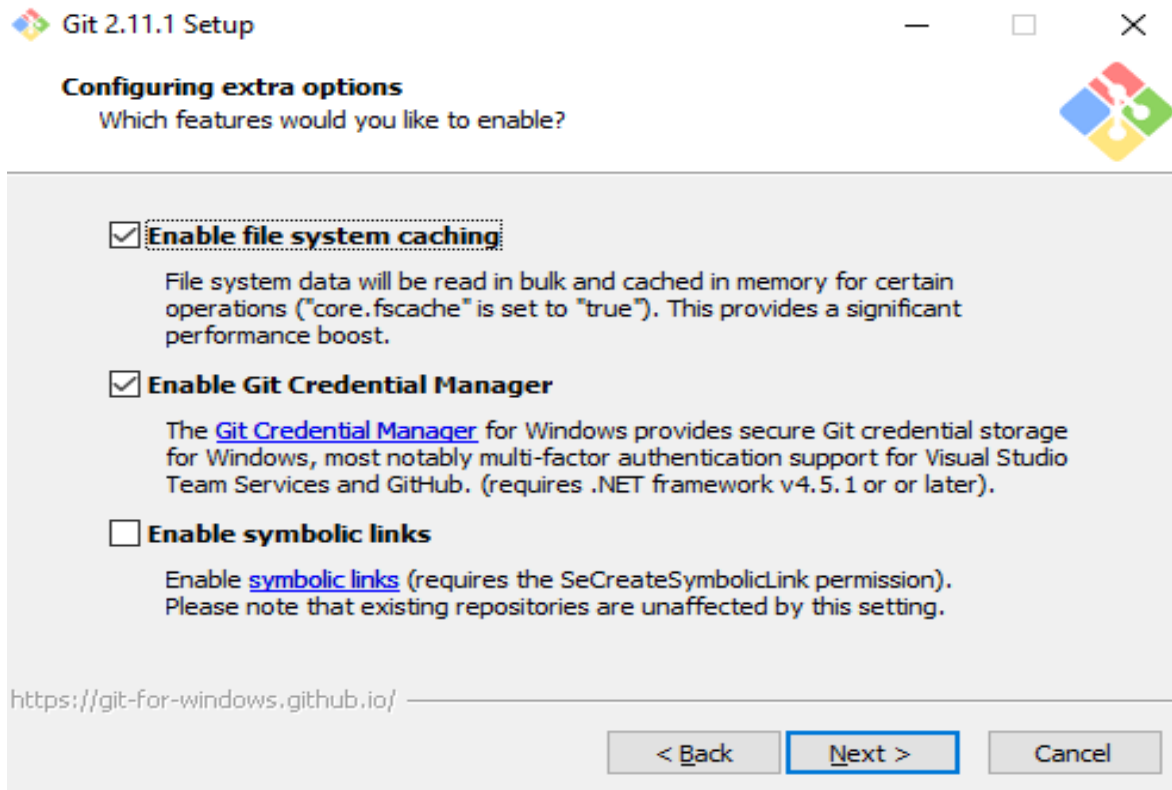 Git 2.11.1 Setup
Configuring extra options
Which features would you like to enable?
Enable file system caching
File system data will be read in bulk and cached in memory for certain
operations ("core.fscache" is set to "true"). This provides a significant
performance boost.
Enable Git Credential Manager
The Git Credential Manager for Windows provides secure Git credential storage
for Windows, most notably multi-factor authentication support for Visual Studio
Team Services and GitHub. (requires .NET framework v4.5.1 or or later).
Enable symbolic links
Enable symbolic links (requires the SeCreateSymbolicLink permission).
Please note that existing repositories are unaffected by this setting.
https://git-for-windows.github.io/
< Back Next > Cancel